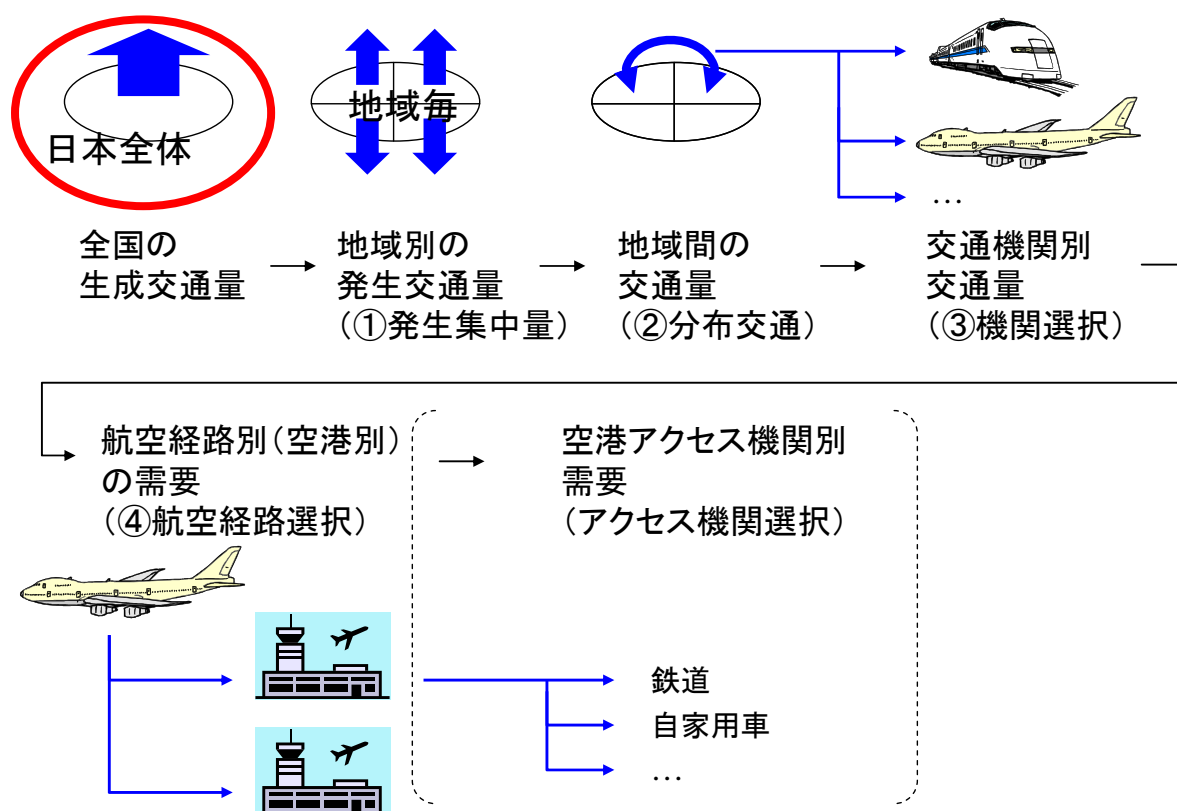 日本全体
地域毎
…
全国の
生成交通量
地域別の
発生交通量
(①発生集中量)
地域間の
交通量
(②分布交通)
交通機関別
交通量
(③機関選択)
航空経路別(空港別)
の需要
(④航空経路選択)
空港アクセス機関別
需要
(アクセス機関選択)
鉄道
自家用車
…